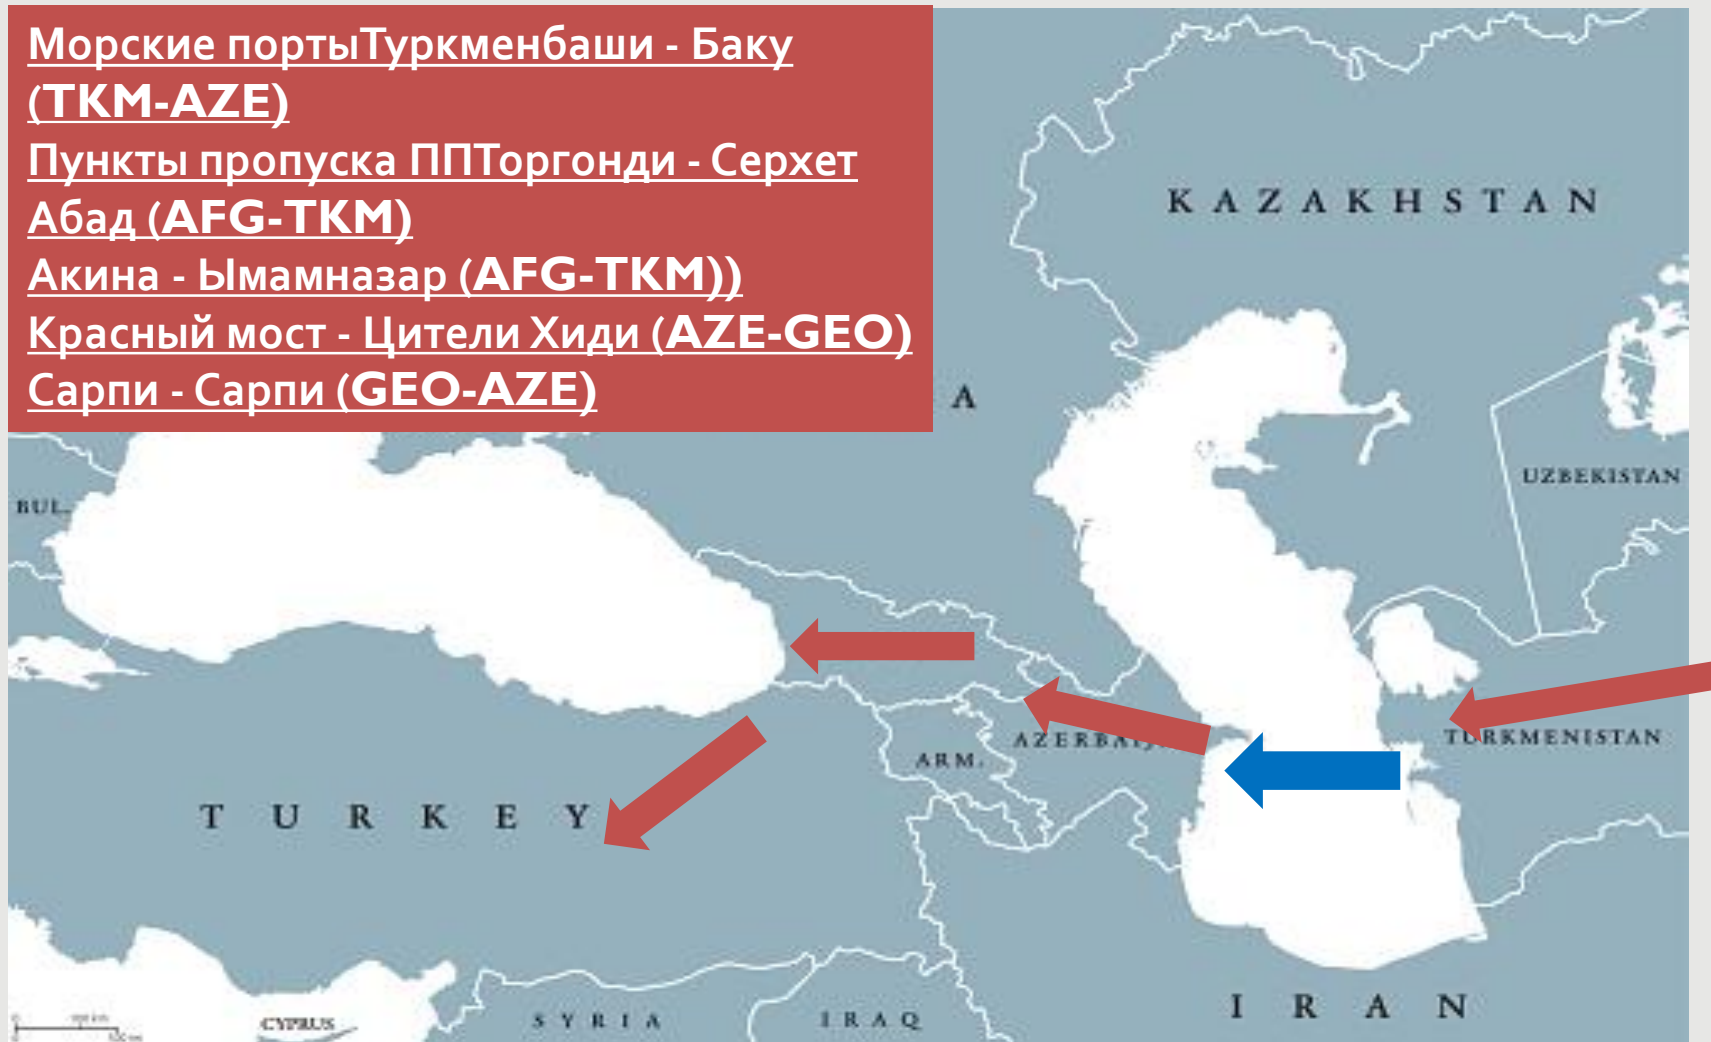 Морские портыТуркменбаши - Баку
(TKM-AZE)
Пункты пропуска ППТоргонди - Серхет
Абад (AFG-TKM)
Акина - Ымамназар (AFG-TKM))
Красный мост - Цители Хиди (AZE-GEO)
Сарпи - Сарпи (GEO-AZE)
KAZAKHSTAN
A
UZBEKISTAN
BUL.
TURKMENISTAN
ARM.
TURKEY
IRAN
CYPRUS
SYRIA
IRAQ